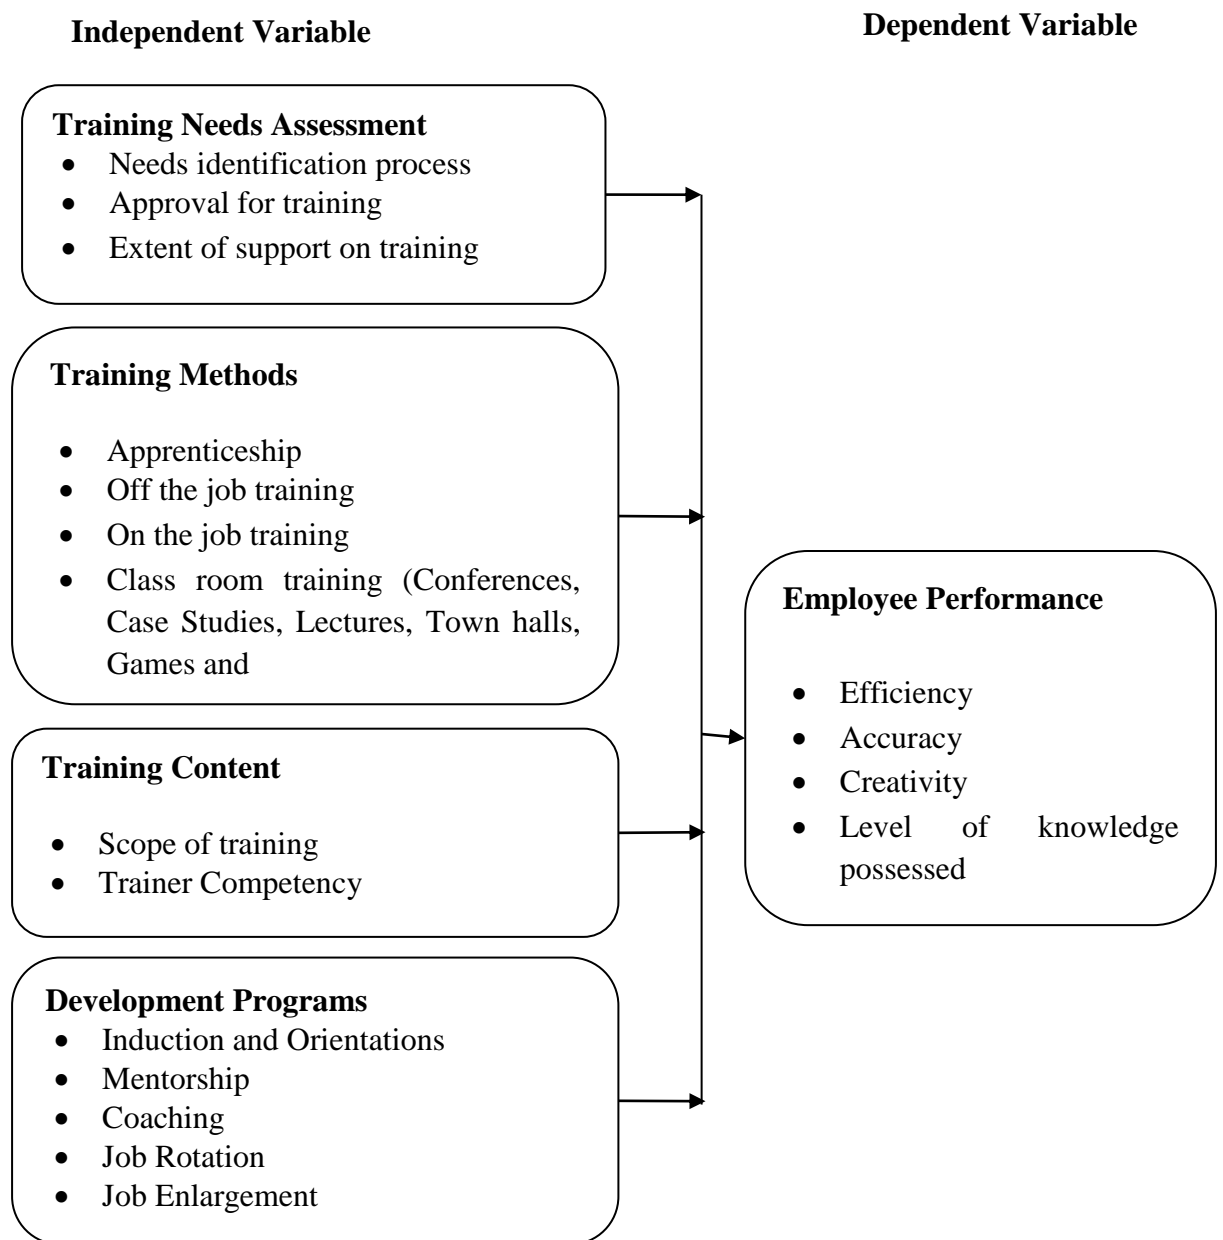 Independent Variable
Dependent Variable
Training Needs Assessment
• Needs identification process
• Approval for training
• Extent of support on training
Training Methods
• Apprenticeship
• Off the job training
• On the job training
• Class room training (Conferences,
Case Studies, Lectures, Town halls,
Games and
Training Content
• Scope of training
• Trainer Competency
Development Programs
• Induction and Orientations
• Mentorship
• Coaching
• Job Rotation
• Job Enlargement
Employee Performance
• Efficiency
• Accuracy
• Creativity
• Level of knowledge
possessed